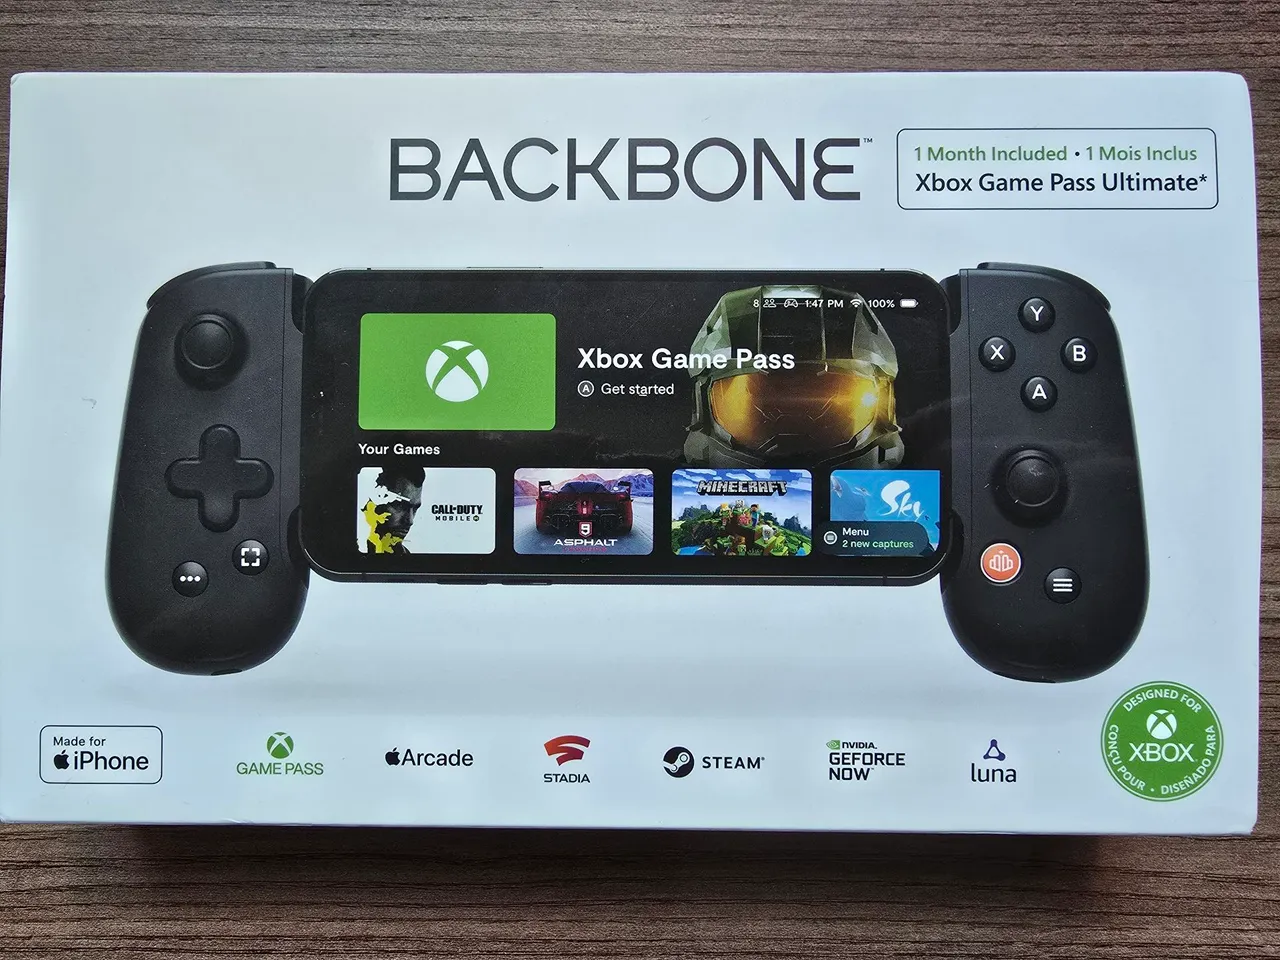 BACKBONE™
1 Month Included • 1 Mois Inclus
Xbox Game Pass Ultimate*
8 1:47 PM 100%
Xbox Game Pass
A Get started
Your Games
CALL OF DUTY
MOBILE
9
ASPHALT
MINECRAFT
Sky
Menu
2 new captures
Y
X
B
A
Made for
iPhone
GAME PASS
Arcade
STADIA
STEAM®
NVIDIA.
GEFORCE
NOW™
luna
DESIGNED FOR
XBOX
CONÇU POUR • DISEÑADO PARA